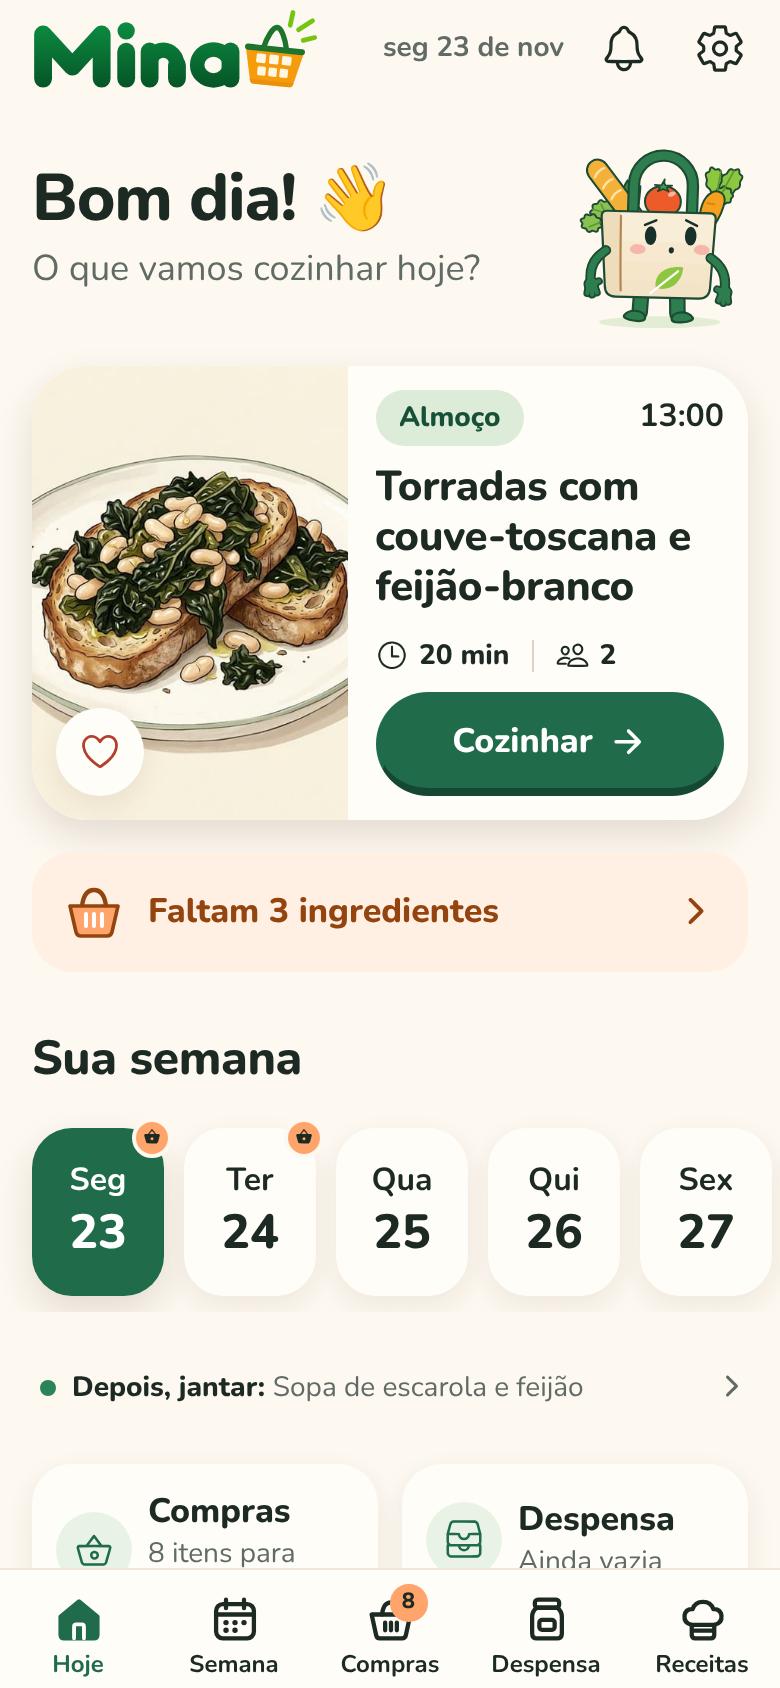 Mina
seg 23 de nov
Bom dia! 👋
O que vamos cozinhar hoje?
Almoço
13:00
Torradas com
couve-toscana e
feijão-branco
20 min
2
Cozinhar →
Faltam 3 ingredientes
Sua semana
Seg
23
Ter
24
Qua
25
Qui
26
Sex
27
Depois, jantar: Sopa de escarola e feijão
Compras
8 itens para
Despensa
Ainda vazia
8
Hoje
Semana
Compras
Despensa
Receitas